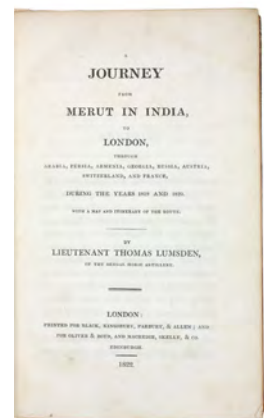 A
JOURNEY
FROM
MERUT IN INDIA,
TO
LONDON,
THROUGH
ARABIA, PERSIA, ARMENIA, GEORGIA, RUSSIA, AUSTRIA,
SWITZERLAND, AND FRANCE,
DURING THE YEARS 1819 AND 1820.
WITH A MAP AND ITINERARY OF THE ROUTE.
BY
LIEUTENANT THOMAS LUMSDEN,
OF THE BENGAL HORSE ARTILLERY.
LONDON:
PRINTED FOR BLACK, KINGSBURY, PARBURY, & ALLEN; AND
FOR OLIVER & BOYD, AND MACREDIE, SKELLY, & CO.
EDINBURGH.
1822.